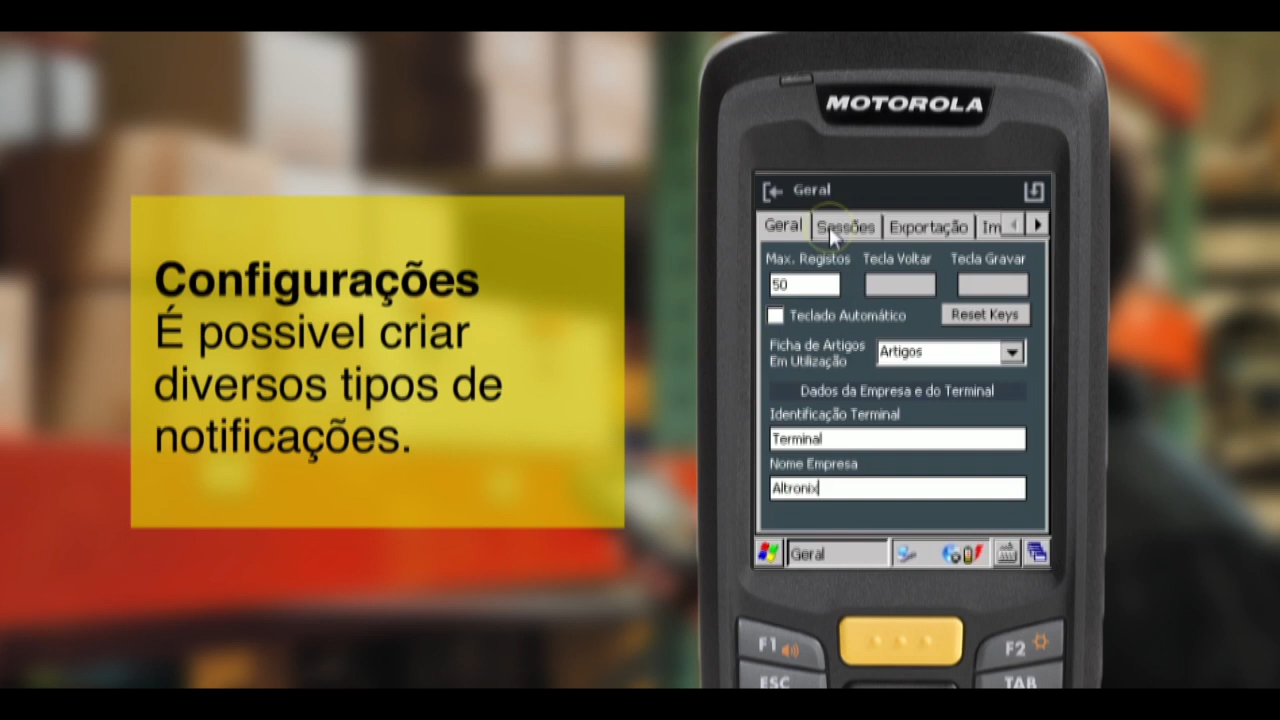 Configurações
É possivel criar
diversos tipos de
notificações.
MOTOROLA
Geral
Geral Sessões Exportação Im
Max. Registos Tecla Voltar Tecla Gravar
50
Teclado Automático Reset Keys
Ficha de Artigos
Em Utilização
Artigos
Dados da Empresa e do Terminal
Identificação Terminal
Terminal
Nome Empresa
Altronix
Geral
F1 F2
ESC TAB